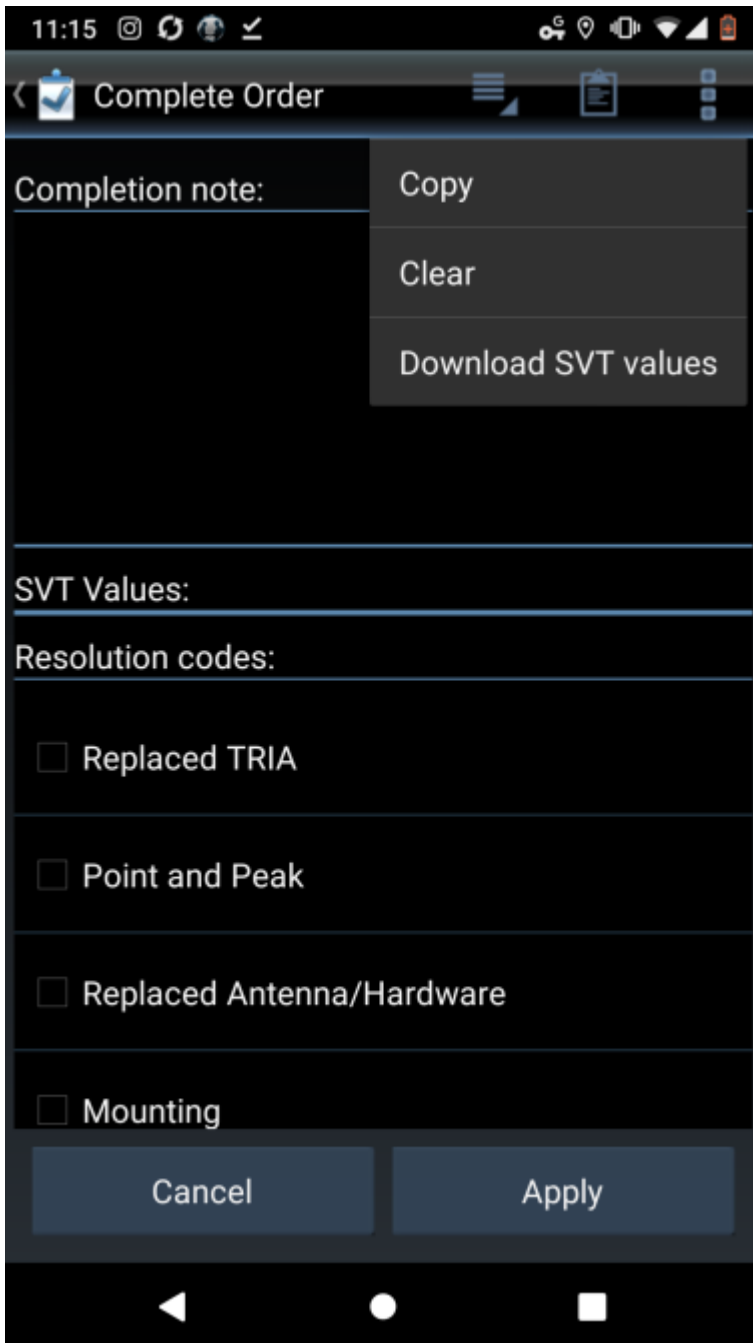 11:15
Complete Order
Completion note:
Copy
Clear
Download SVT values
SVT Values:
Resolution codes:
Replaced TRIA
Point and Peak
Replaced Antenna/Hardware
Mounting
Cancel
Apply